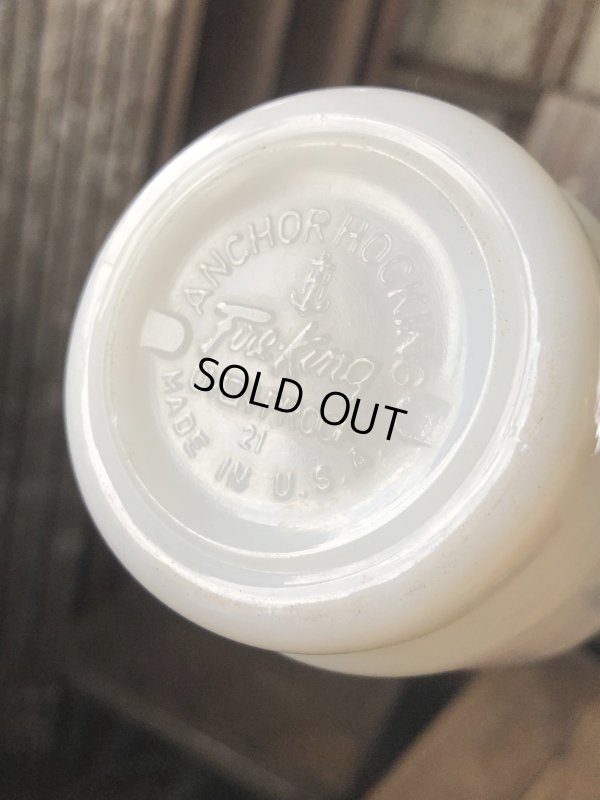 ANCHOR HOCKING
Fire-King
SOLD OUT
21
MADE IN U.S.A.